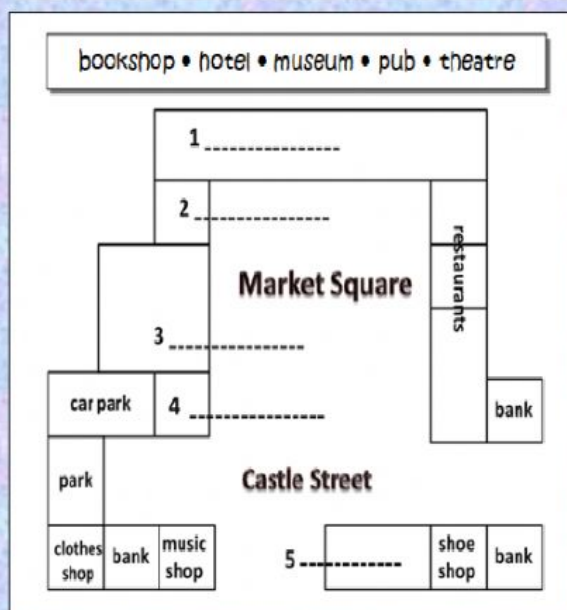 bookshop • hotel • museum • pub • theatre
1 ----------------
2 ----------------
restaurants
Market Square
3 ----------------
car park
4 ----------------
bank
park
Castle Street
clothes
shop
bank
music
shop
5 ------------
shoe
shop
bank